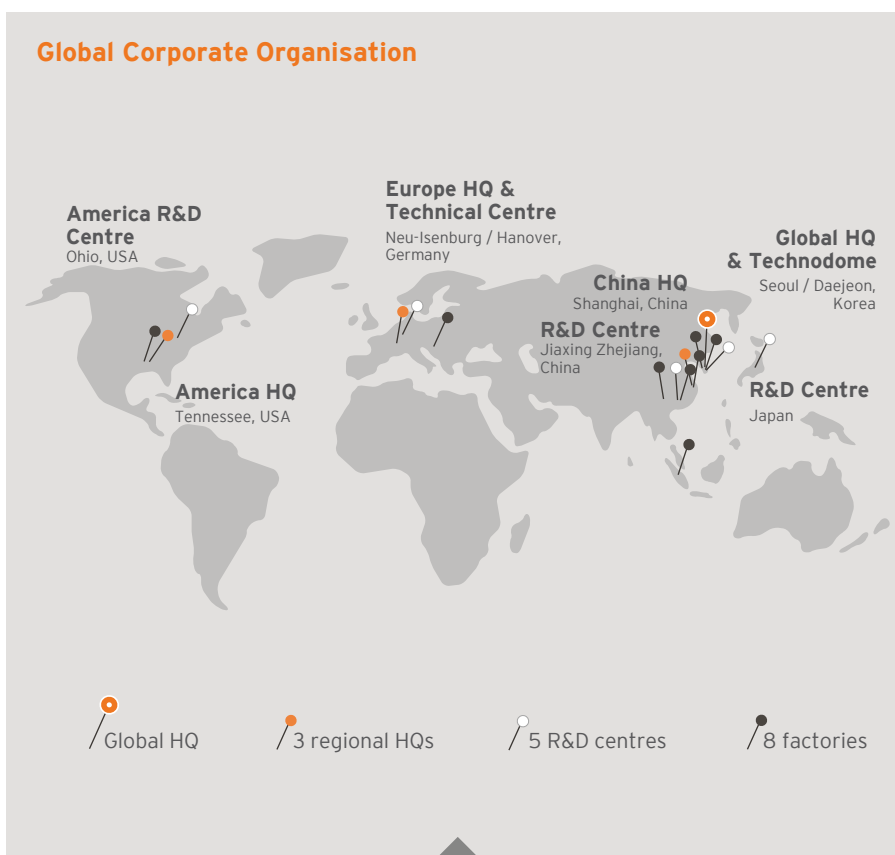 Global Corporate Organisation
America R&D
Centre
Ohio, USA
Europe HQ &
Technical Centre
Neu-Isenburg / Hanover,
Germany
Global HQ
& Technodome
Seoul / Daejeon,
Korea
China HQ
Shanghai, China
R&D Centre
Jiaxing Zhejiang,
China
America HQ
Tennessee, USA
R&D Centre
Japan
Global HQ
3 regional HQs
5 R&D centres
8 factories